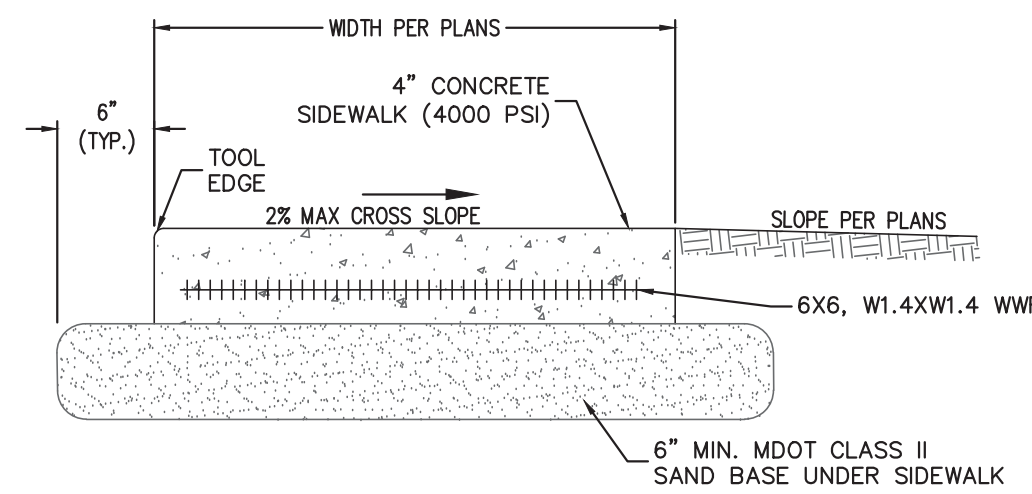 WIDTH PER PLANS
4” CONCRETE
SIDEWALK (4000 PSI)
6”
(TYP.)
TOOL
EDGE
2% MAX CROSS SLOPE
SLOPE PER PLANS
6X6, W1.4XW1.4
6” MIN. MDOT CLASS II
SAND BASE UNDER SIDEWALK